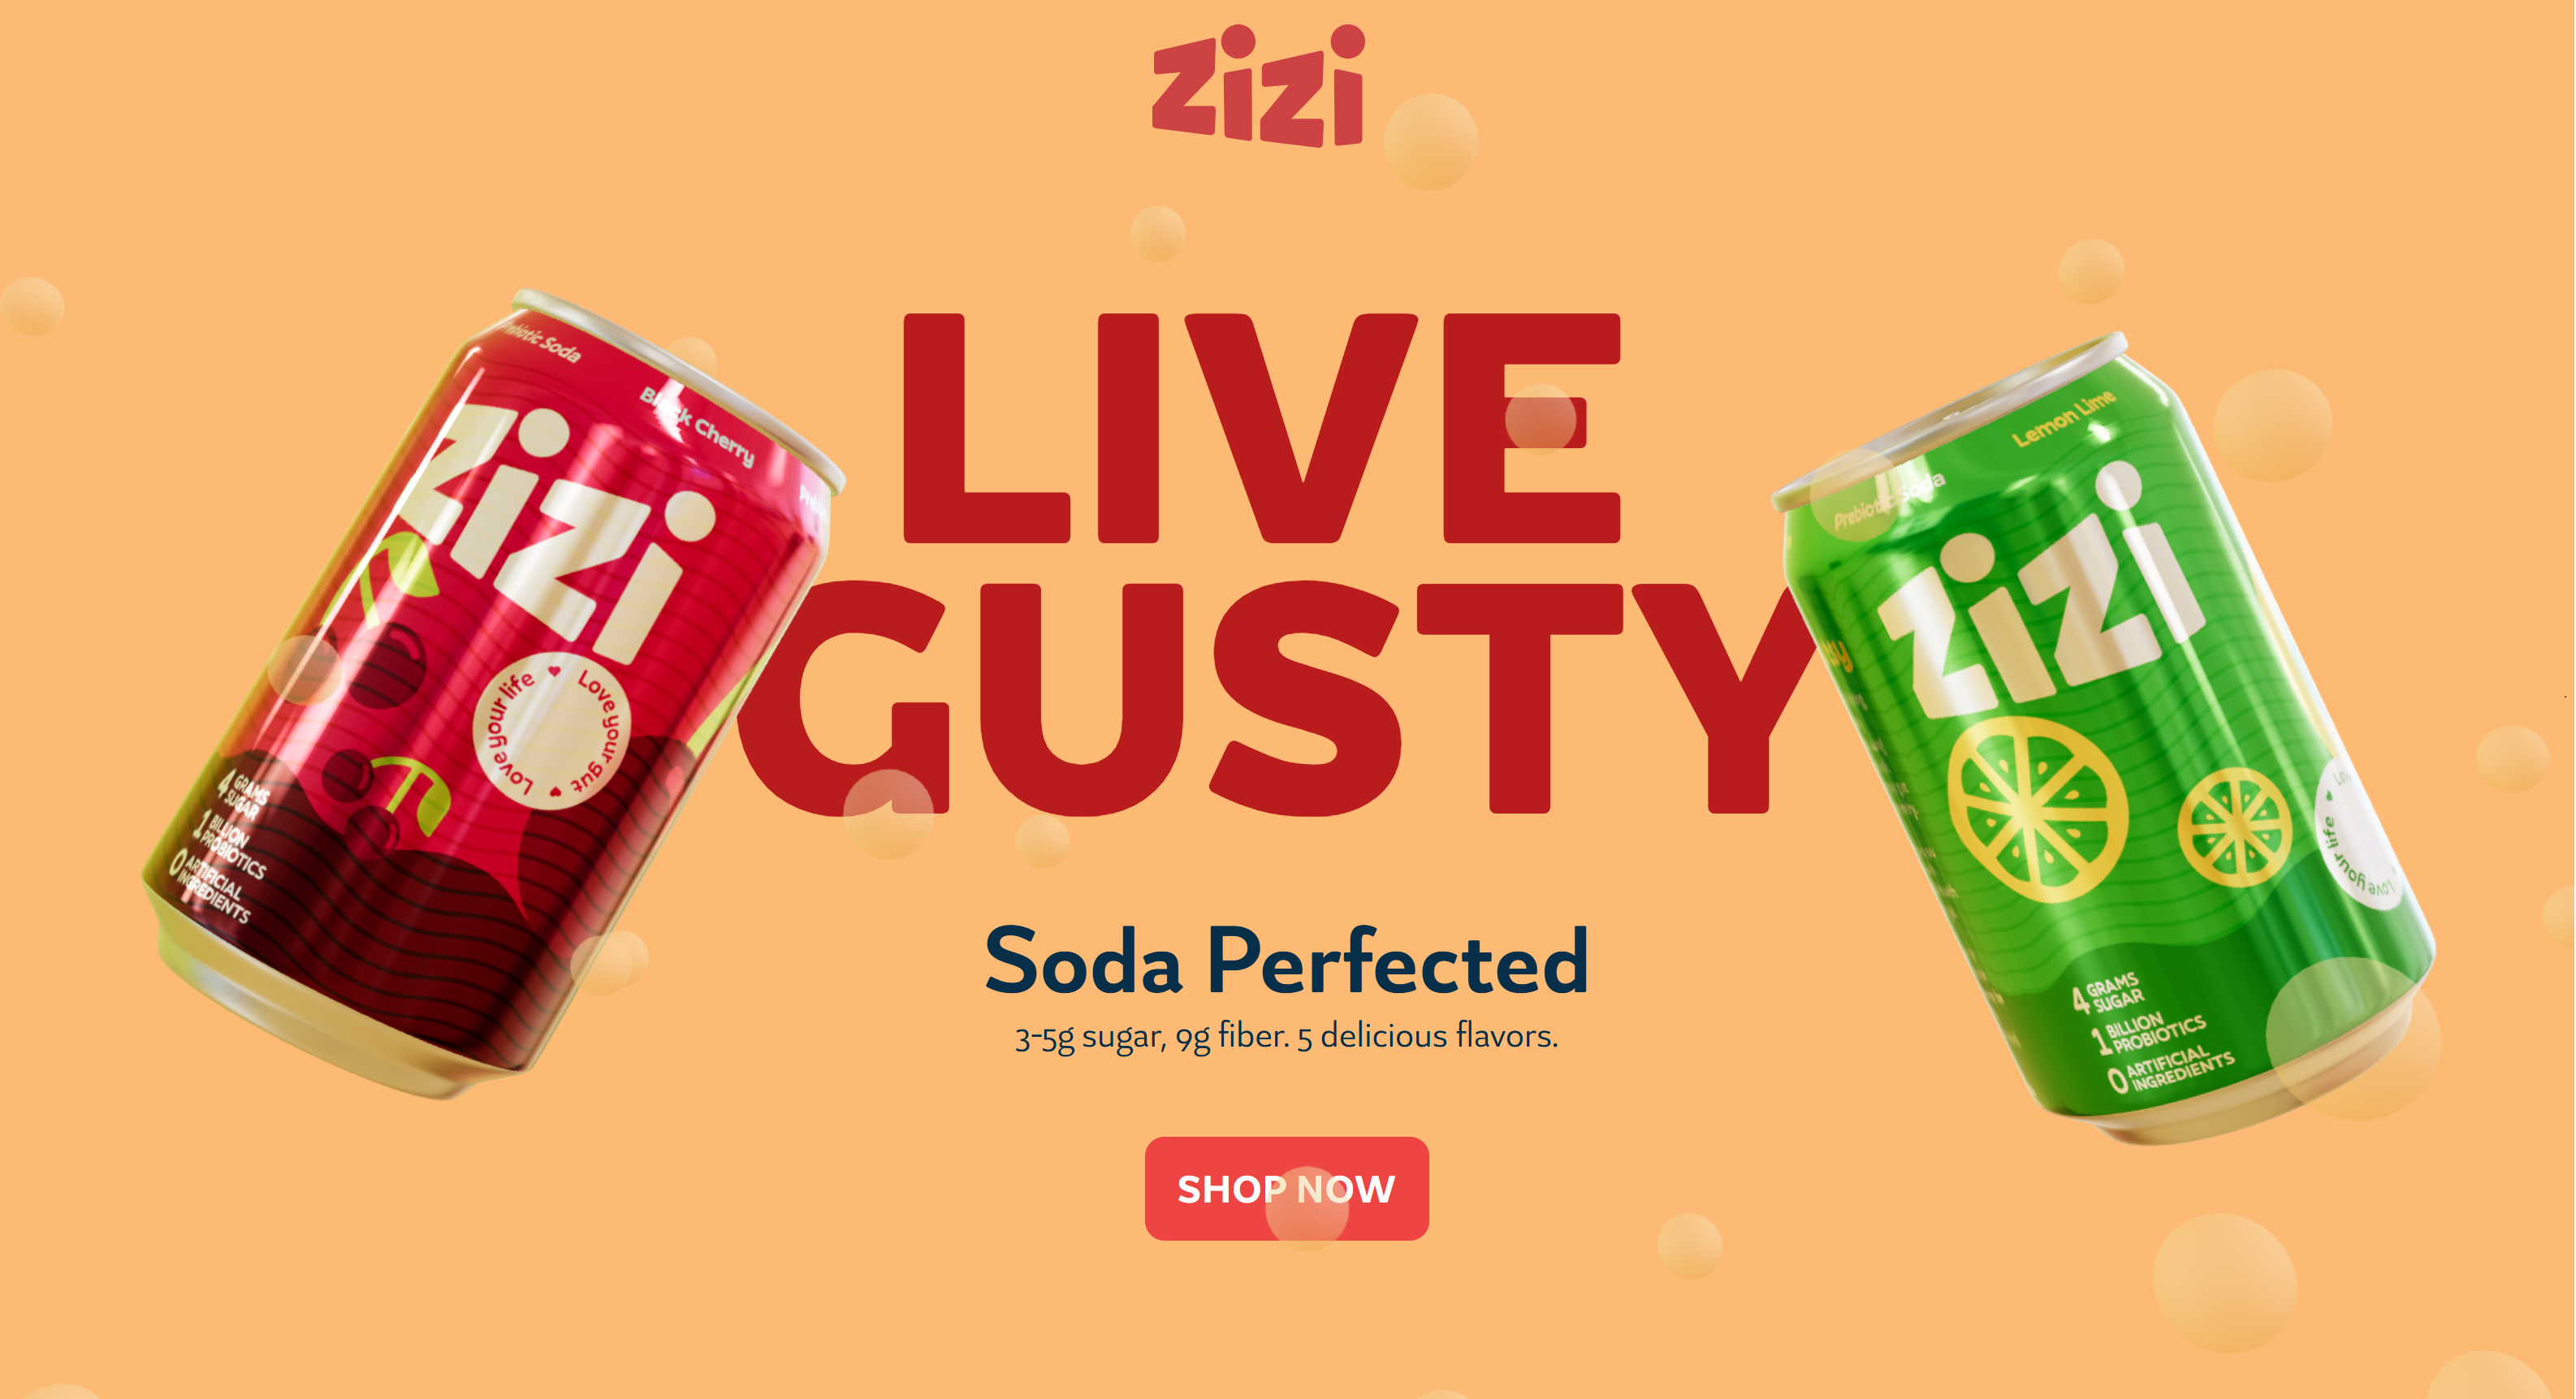 zizi
LIVE
GUSTY
Soda Perfected
3-5g sugar, 9g fiber. 5 delicious flavors.
SHOP NOW
Soda
Black Cherry
zizi
Love your gut
Love your life
4 GRAMS
SUGAR
1 BILLION
PROBIOTICS
0 ARTIFICIAL
INGREDIENTS
Prebiotic Soda
Lemon Lime
zizi
Love your life
4 GRAMS
SUGAR
1 BILLION
PROBIOTICS
0 ARTIFICIAL
INGREDIENTS